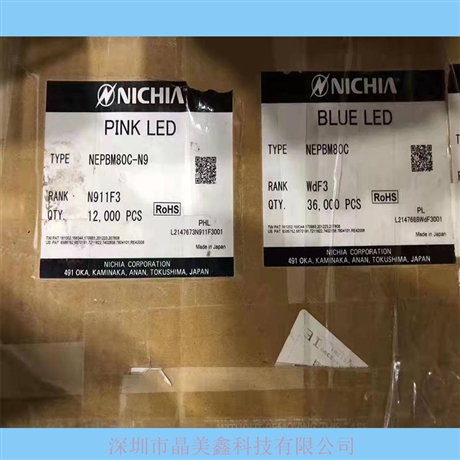 NICHIA
PINK LED
TYPE NEPBM80C-N9
RANK N911F3
QTY. 12,000 PCS
RoHS
PHL
L2147673N911F3001
Made in Japan
NICHIA CORPORATION
491 OKA, KAMINAKA, ANAN, TOKUSHIMA, JAPAN
NICHIA
BLUE LED
TYPE NEPBM80C
RANK WdF3
QTY. 36,000 PCS
RoHS
PL
Made in Japan
NICHIA CORPORATION
491 OKA, KAMINAKA, ANAN, TOKUSHIMA, JAPAN
深圳市晶美鑫科技有限公司